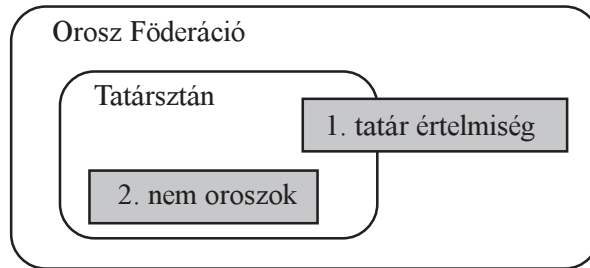 Orosz Föderáció
Tatársztán
1. tatár értelmiség
2. nem oroszok